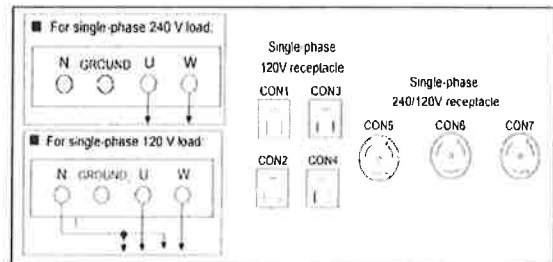 ■ For single-phase 240 V load:
N GROUND U W
■ For single-phase 120 V load:
N GROUND U W
Single-phase
120V receptacle
CON1 CON3
CON2 CON4
Single-phase
240/120V receptacle
CON5 CON6 CON7